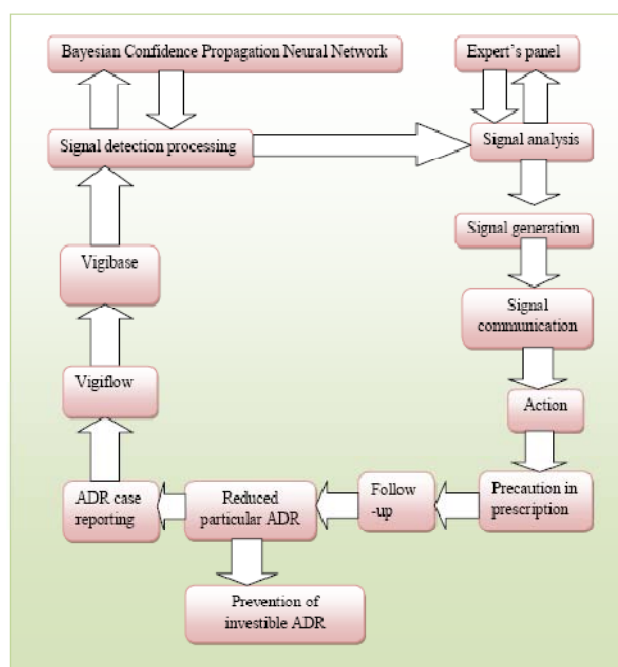 Bayesian Confidence Propagation Neural Network
Expert's panel
Signal detection processing
Signal analysis
Signal generation
Vigibase
Signal
communication
Vigiflow
Action
ADR case
reporting
Reduced
particular ADR
Follow
-up
Precaution in
prescription
Prevention of
investible ADR